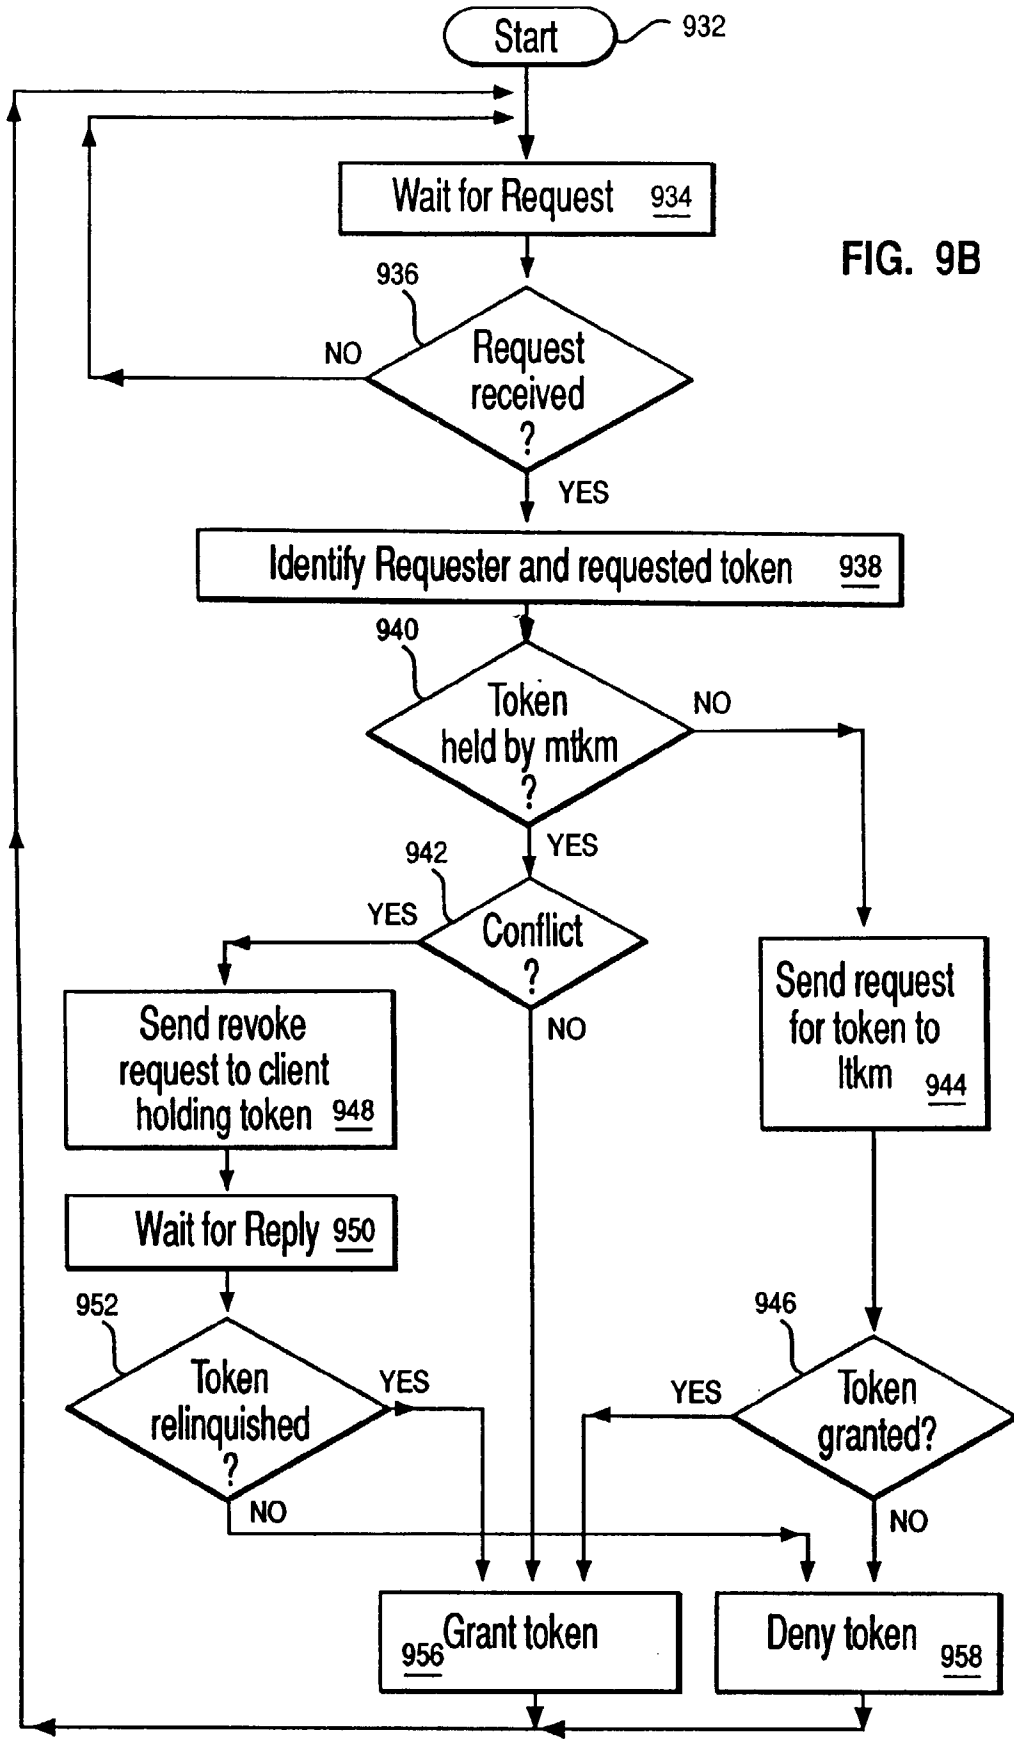 Start
932
Wait for Request 934
FIG. 9B
936
Request
received
?
NO
YES
Identify Requester and requested token 938
940
Token
held by mtkm
?
NO
YES
942
Conflict
?
YES
NO
Send request
for token to
ltkm 944
Send revoke
request to client
holding token 948
Wait for Reply 950
952
Token
relinquished
?
YES
NO
946
Token
granted?
YES
NO
Grant token
956
Deny token
958